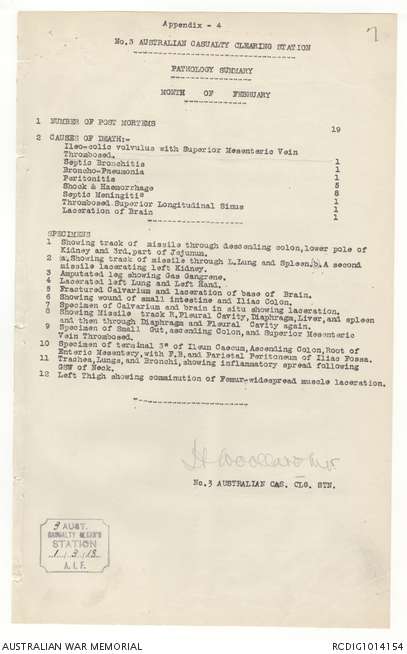 Appendix - 4
7
No.3 AUSTRALIAN CASUALTY CLEARING STATION
PATHOLOGY SUMMARY
MONTH OF FEBRUARY
1 NUMBER OF POST MORTEMS 19
2 CAUSES OF DEATH:-
Ileo-colic volvulus with Superior Mesenteric Vein
Thrombosed. 1
Septic Bronchitis 1
Broncho-Pneumonia 1
Peritonitis 5
Shock & Haemorrhage 8
Septic Meningitis 1
Thrombosed Superior Longitudinal Sinus 1
Laceration of Brain 1
SPECIMENS
1 Showing track of missile through descending colon, lower pole of
Kidney and 3rd. part of Jejunum.
2 a, Showing track of missile through L. Lung and Spleen, b, A second
missile lacerating left Kidney.
3 Amputated leg showing Gas Gangrene.
4 Lacerated left Lung and Left Hand.
5 Fractured Calvarium and laceration of base of Brain.
6 Showing wound of small intestine and Iliac Colon.
7 Specimen of Calvarium and brain in situ showing laceration.
8 Showing Missile track R, Pleural Cavity, Diaphragm, Liver, and spleen
and then through Diaphragm and Pleural Cavity again.
9 Specimen of Small Gut, ascending Colon, and Superior Mesenteric
Vein Thrombosed.
10 Specimen of terminal 3" of Ileum Caecum, Ascending Colon, Root of
Enteric Mesentery, with F.B, and Parietal Peritoneum of Iliac Fossa.
11 Trachea, Lungs, and Bronchi, showing inflammatory spread following
GSW of Neck.
12 Left Thigh showing comminution of Femur-widespread muscle laceration.
No.3 AUSTRALIAN CAS. CLG. STN.
3 AUST.
CASUALTY CLEAR'G
STATION
1 3 18
A.I.F.
AUSTRALIAN WAR MEMORIAL
RCDIG1014154